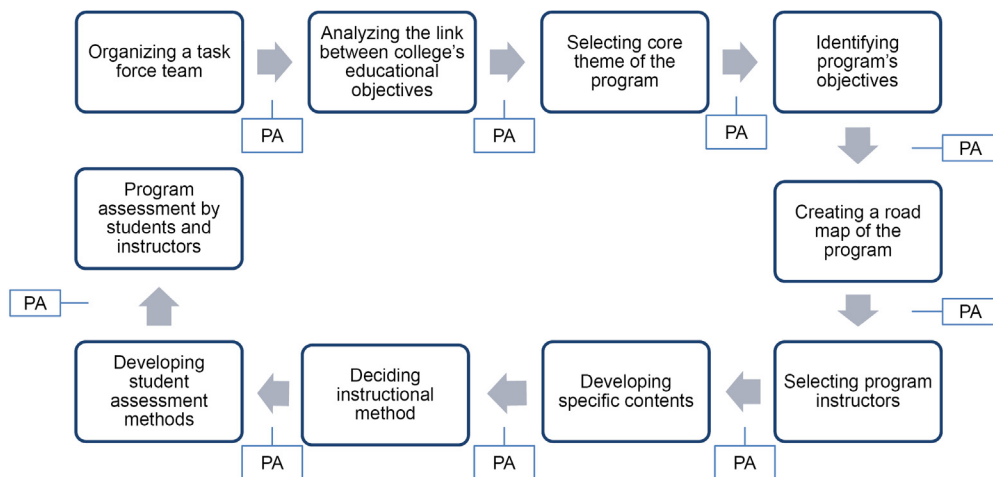 Organizing a task
force team
PA
Analyzing the link
between college's
educational
objectives
PA
Selecting core
theme of the
program
PA
Identifying
program's
objectives
PA
Creating a road
map of the
program
PA
Selecting program
instructors
PA
Developing
specific contents
PA
Deciding
instructional
method
PA
Developing
student
assessment
methods
PA
Program
assessment by
students and
instructors